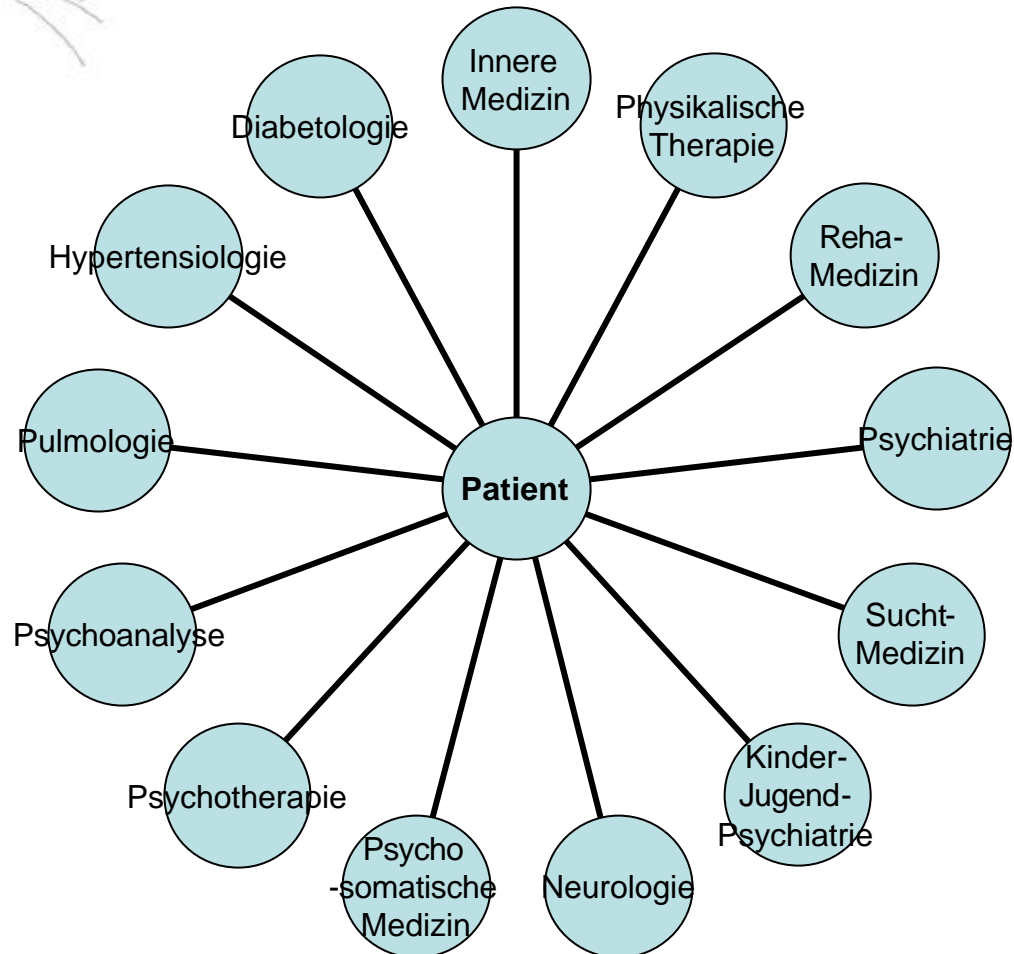 Innere
Medizin
Physikalische
Therapie
Reha-
Medizin
Psychiatrie
Sucht-
Medizin
Kinder-
Jugend-
Psychiatrie
Neurologie
Psycho
-somatische
Medizin
Psychotherapie
Psychoanalyse
Pulmologie
Hypertensiologie
Diabetologie
Patient